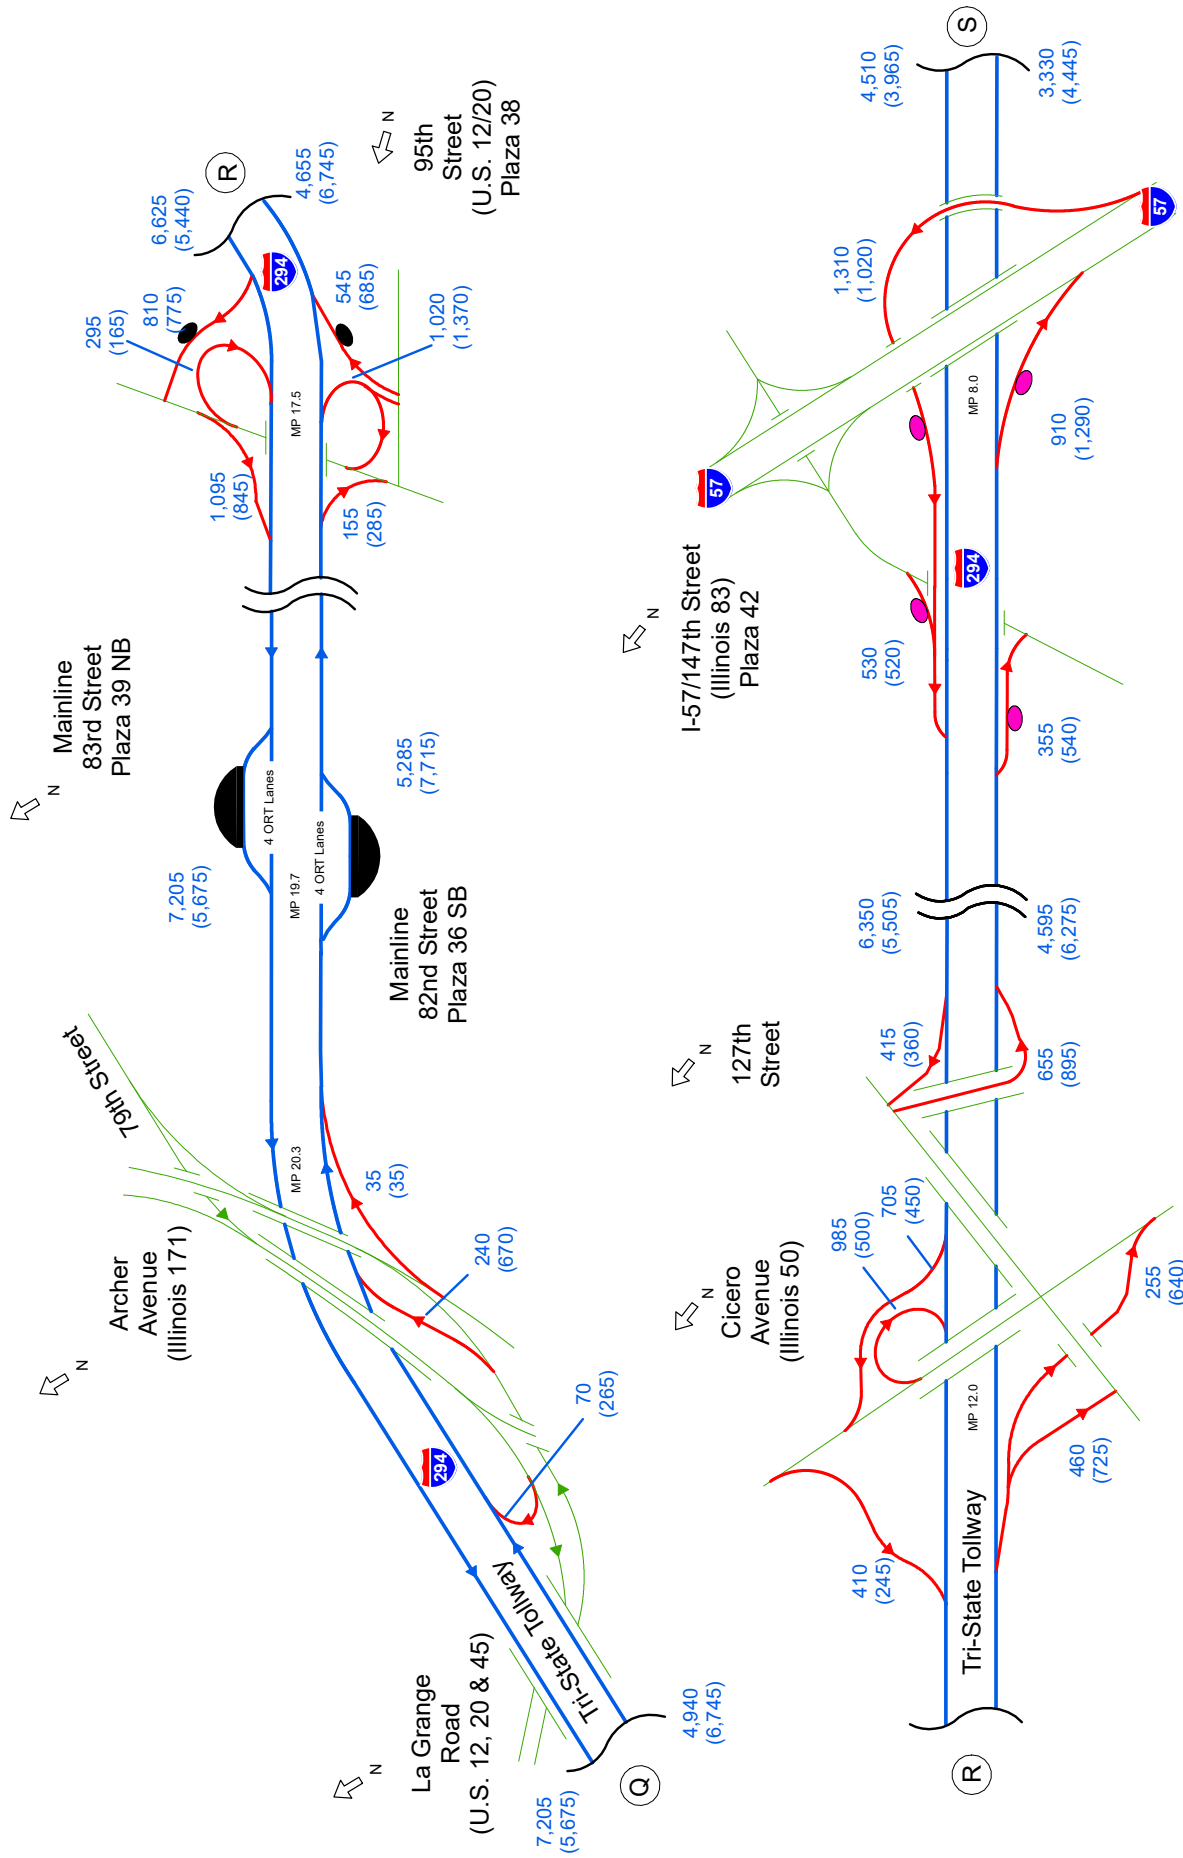 La Grange
Road
(U.S. 12, 20 & 45)
N
7,205
(5,675)
Q
4,940
(6,745)
Tri-State Tollway
294
70
(265)
Archer
Avenue
(Illinois 171)
N
79th Street
240
(670)
35
(35)
MP 20.3
Mainline
82nd Street
Plaza 36 SB
7,205
(5,675)
MP 19.7
4 ORT Lanes
4 ORT Lanes
5,285
(7,715)
Mainline
83rd Street
Plaza 39 NB
N
1,095
(845)
155
(285)
MP 17.5
295
(165)
810
(775)
1,020
(1,370)
545
(685)
294
6,625
(5,440)
R
4,655
(6,745)
95th
Street
(U.S. 12/20)
Plaza 38
N
R
Tri-State Tollway
410
(245)
460
(725)
MP 12.0
Cicero
Avenue
(Illinois 50)
N
985
(500)
705
(450)
255
(640)
127th
Street
N
415
(360)
655
(895)
6,350
(5,505)
4,595
(6,275)
I-57/147th Street
(Illinois 83)
Plaza 42
N
530
(520)
355
(540)
294
57
MP 8.0
910
(1,290)
1,310
(1,020)
57
4,510
(3,965)
S
3,330
(4,445)